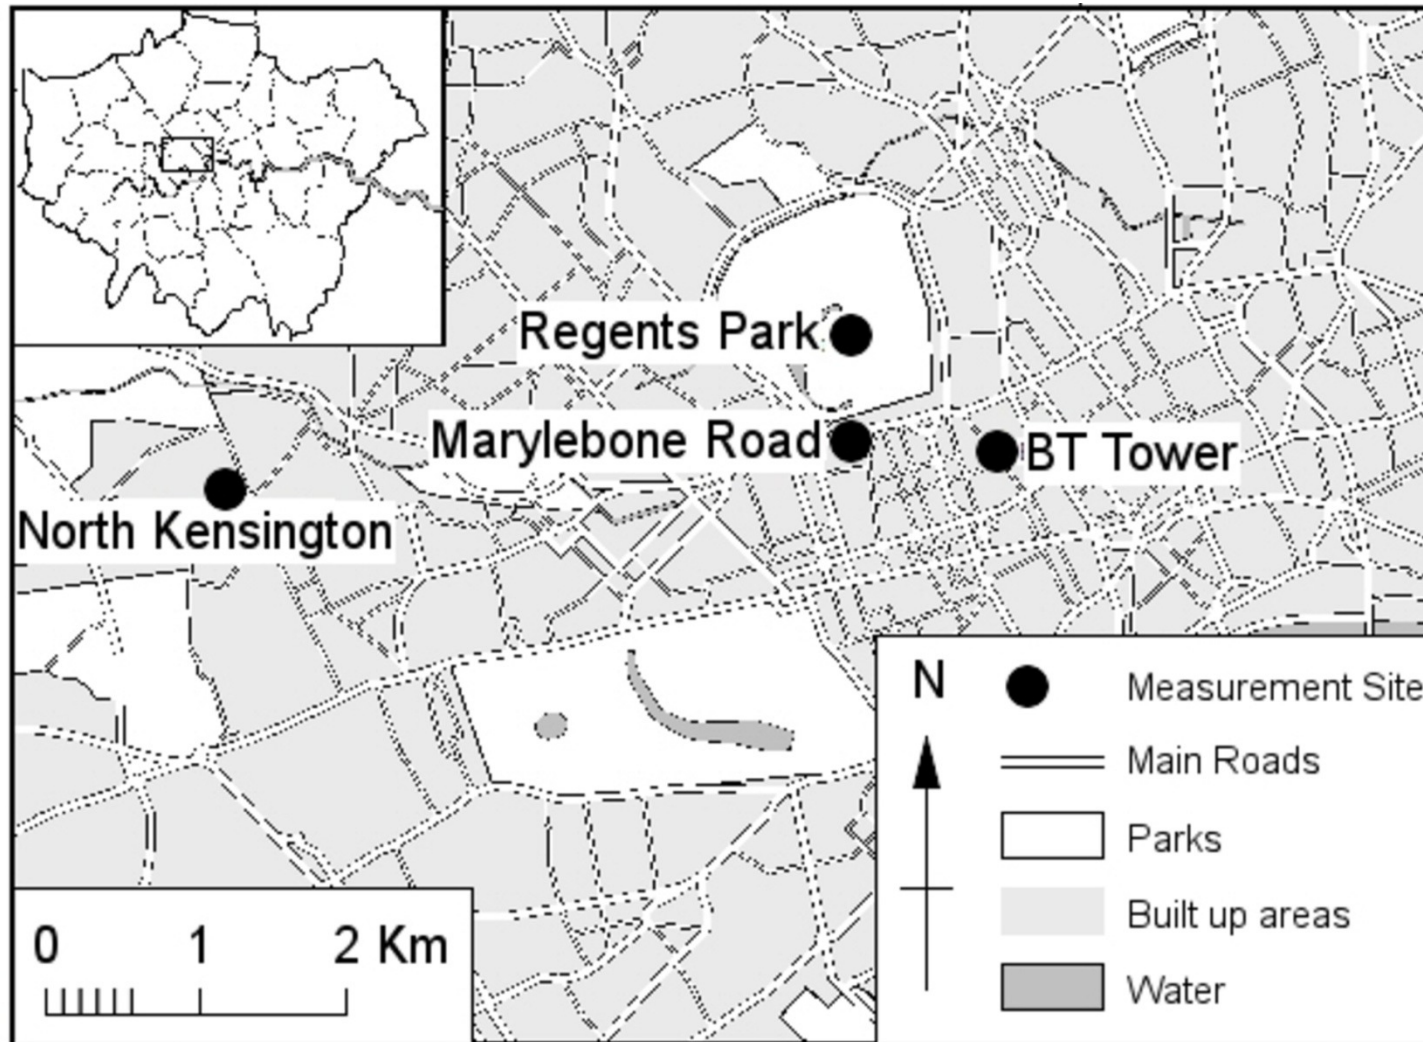 Regents Park
Marylebone Road
BT Tower
North Kensington
N
Measurement Site
Main Roads
Parks
Built up areas
Water
0 1 2 Km